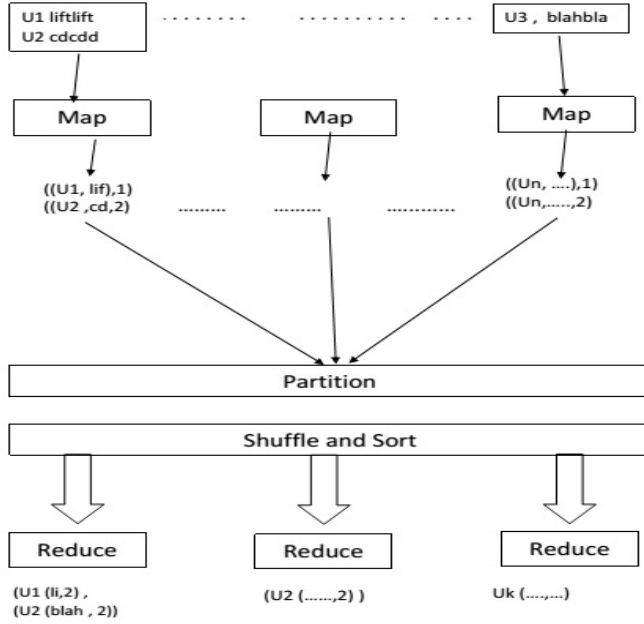 U1 liftlift
U2 cdcdd
U3 , blahbla
Map
Map
Map
((U1, lif),1)
((U2 ,cd,2)
((Un, ....),1)
((Un,.....,2)
Partition
Shuffle and Sort
Reduce
Reduce
Reduce
(U1 (li,2) ,
(U2 (blah , 2))
(U2 (......,2) )
Uk (....,...)